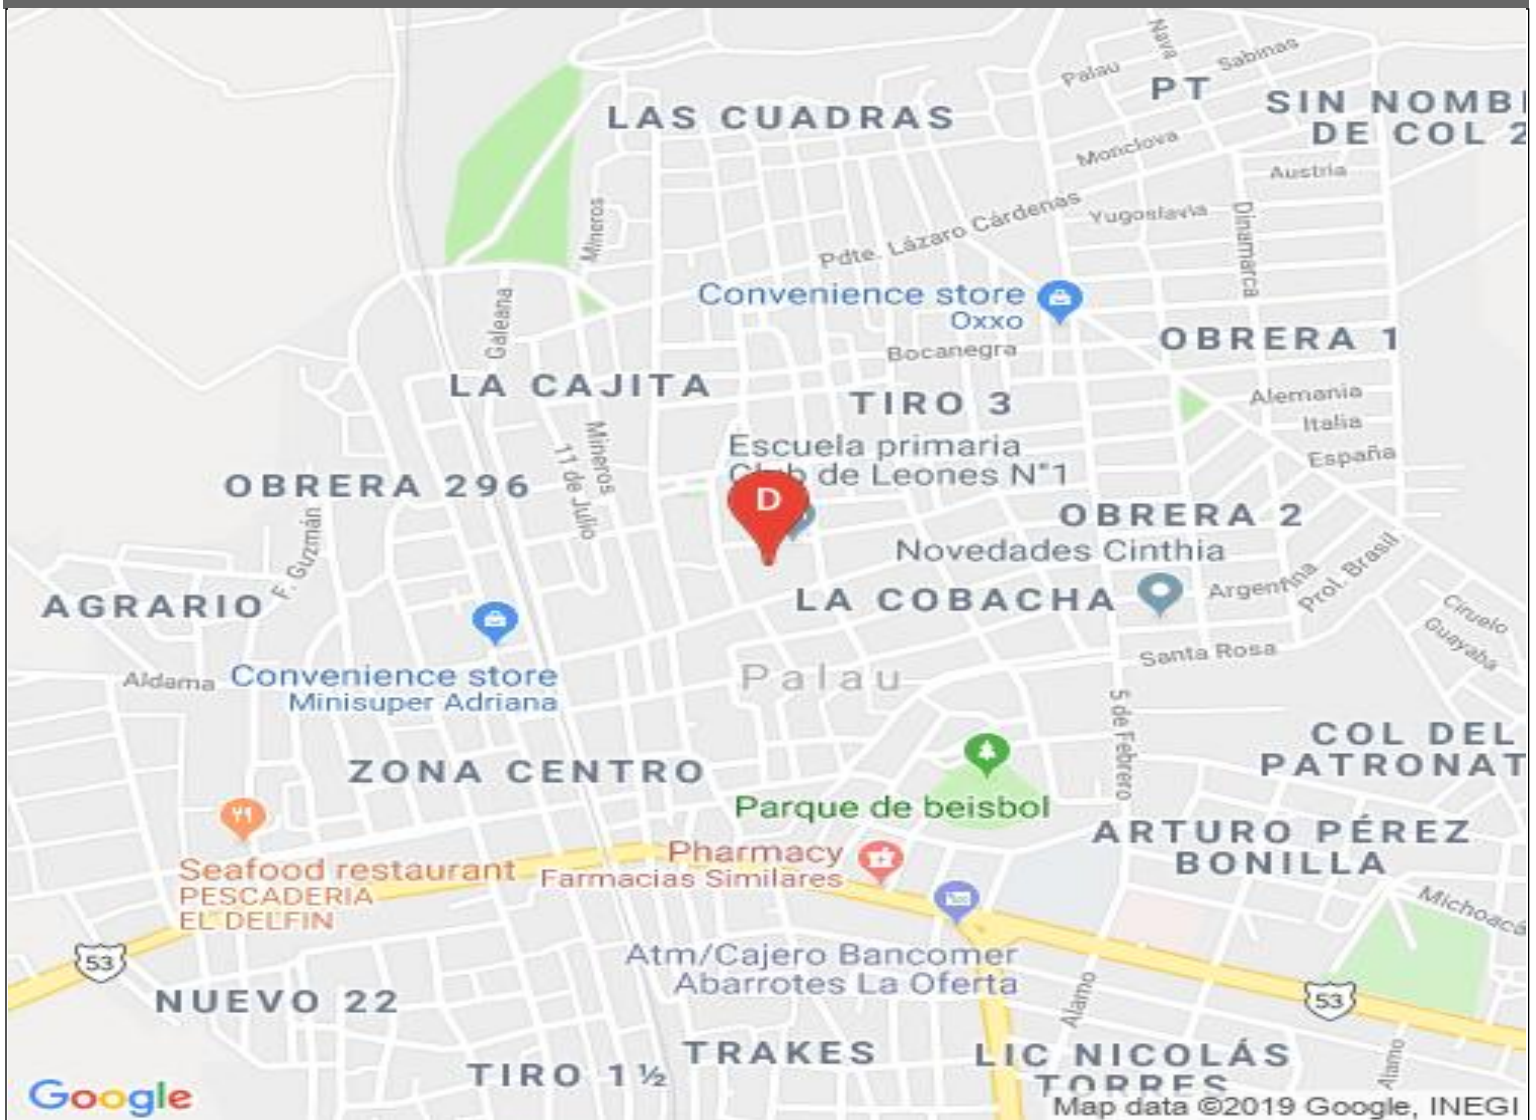 Nava
Sabinas
Palau
PT
LAS CUADRAS
SIN NOMB
DE COL 2
Monclova
Austria
Mineros
Pdte. Lázaro Cárdenas
Yugoslavia
Dinamarca
Galeana
Convenience store
Oxxo
Bocanegra
OBRERA 1
LA CAJITA
TIRO 3
Alemania
Italia
Mineros
11 de Julio
Escuela primaria
Club de Leones N°1
España
OBRERA 296
D
OBRERA 2
F. Guzmán
Novedades Cinthia
Prol. Brasil
Argentina
AGRARIO
LA COBACHA
Ciruelo
Guayaba
Santa Rosa
Aldama
Convenience store
Minisuper Adriana
Palau
5 de Febrero
COL DEL
PATRONAT
ZONA CENTRO
Parque de beisbol
ARTURO PÉREZ
BONILLA
Pharmacy
Farmacias Similares
Seafood restaurant
PESCADERIA
EL DELFIN
Michoacá
53
Atm/Cajero Bancomer
Abarrotes La Oferta
53
NUEVO 22
Alamo
TRAKES
LIC NICOLÁS
TORRES
TIRO 1½
Alamo
Google
Map data ©2019 Google, INEGI